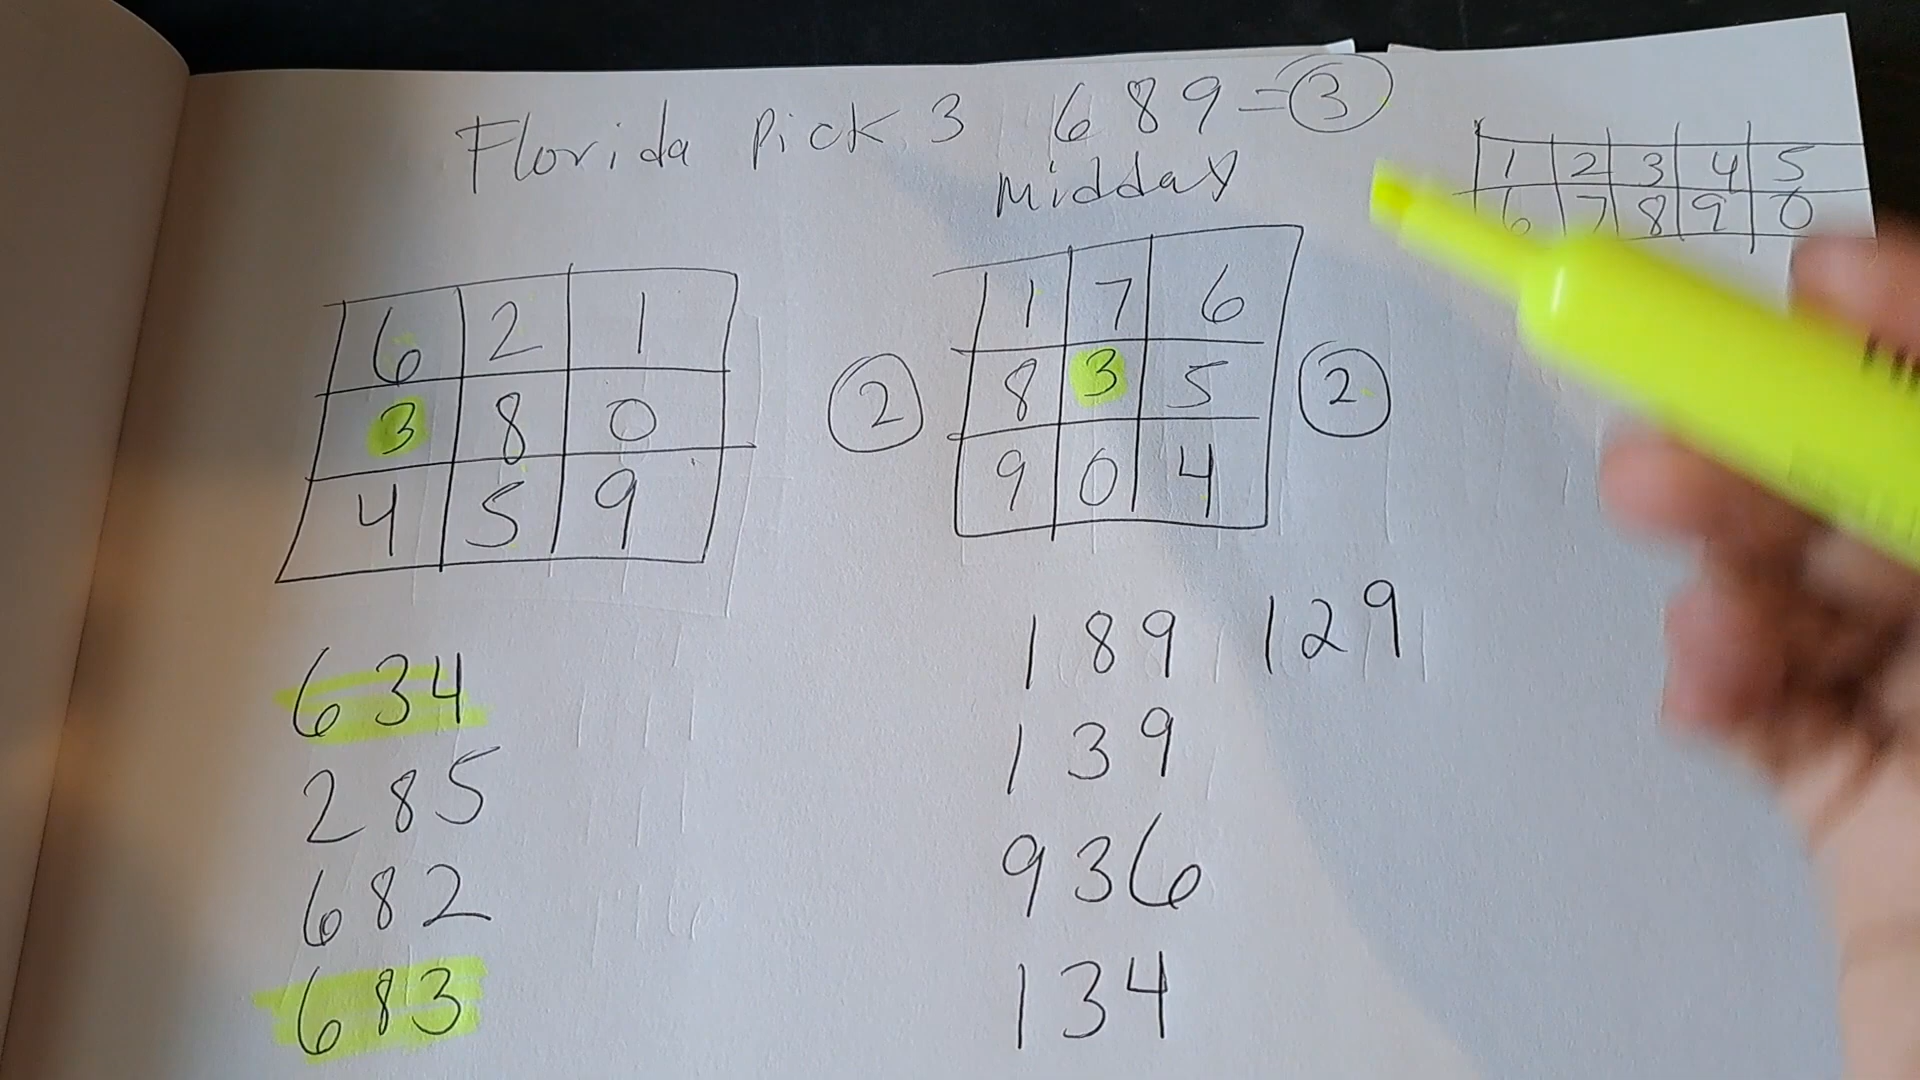 Florida Pick 3 689 = 3
Midday
1 2 3 4 5
6 7 8 9 0
6 2 1
3 8 0
4 5 9
2
1 7 6
8 3 5
9 0 4
2
634
285
682
683
189 129
139
936
134